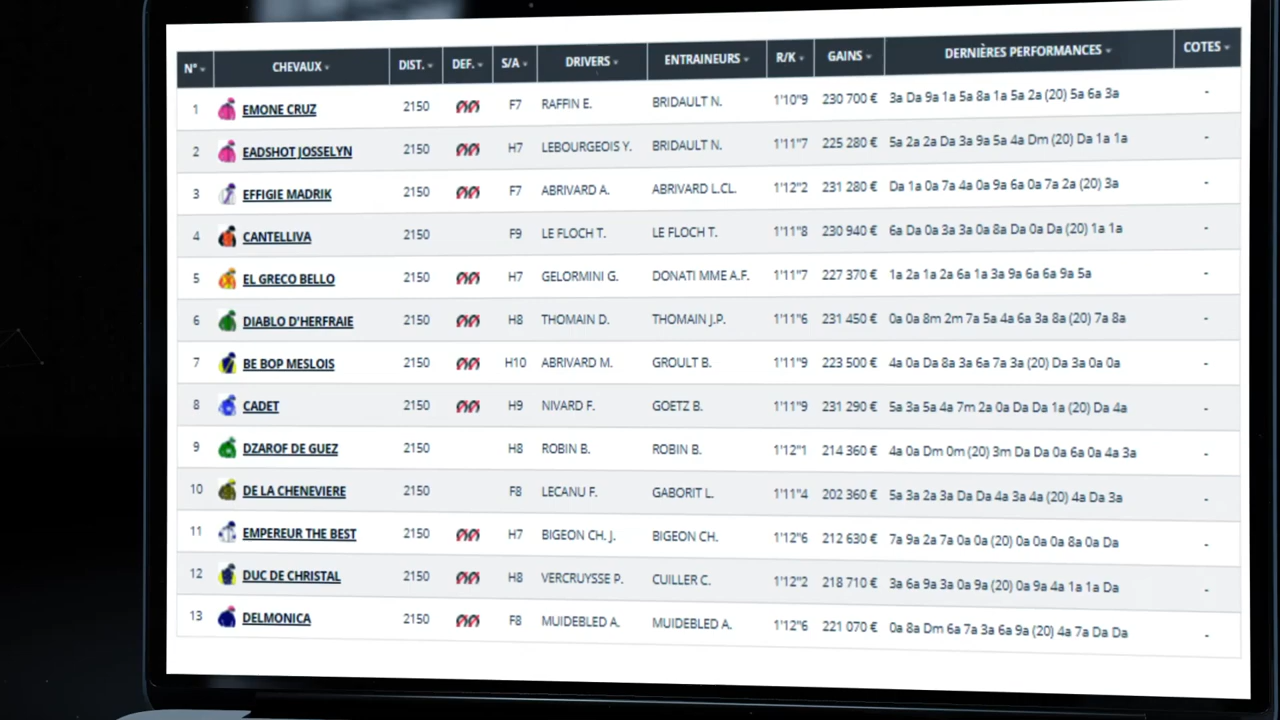 N° CHEVAUX DIST. DEF. S/A DRIVERS ENTRAINEURS R/K GAINS DERNIÈRES PERFORMANCES COTES
1 EMONE CRUZ 2150 F7 RAFFIN E. BRIDAULT N. 1'10"9 230 700 € 3a Da 9a 1a 5a 8a 1a 5a 2a (20) 5a 6a 3a -
2 EADSHOT JOSSELYN 2150 H7 LEBOURGEOIS Y. BRIDAULT N. 1'11"7 225 280 € 5a 2a 2a Da 3a 9a 5a 4a Dm (20) Da 1a 1a -
3 EFFIGIE MADRIK 2150 F7 ABRIVARD A. ABRIVARD L.CL. 1'12"2 231 280 € Da 1a 0a 7a 4a 0a 9a 6a 0a 7a 2a (20) 3a -
4 CANTELLIVA 2150 F9 LE FLOCH T. LE FLOCH T. 1'11"8 230 940 € 6a Da 0a 3a 3a 0a 8a Da 0a Da (20) 1a 1a -
5 EL GRECO BELLO 2150 H7 GELORMINI G. DONATI MME A.F. 1'11"7 227 370 € 1a 2a 1a 2a 6a 1a 3a 9a 6a 6a 9a 5a -
6 DIABLO D'HERFRAIE 2150 H8 THOMAIN D. THOMAIN J.P. 1'11"6 231 450 € 0a 0a 8m 2m 7a 5a 4a 6a 3a 8a (20) 7a 8a -
7 BE BOP MESLOIS 2150 H10 ABRIVARD M. GROULT B. 1'11"9 223 500 € 4a 0a Da 8a 3a 6a 7a 3a (20) Da 3a 0a 0a -
8 CADET 2150 H9 NIVARD F. GOETZ B. 1'11"9 231 290 € 5a 3a 5a 4a 7m 2a 0a Da Da 1a (20) Da 4a -
9 DZAROF DE GUEZ 2150 H8 ROBIN B. ROBIN B. 1'12"1 214 360 € 4a 0a Dm 0m (20) 3m Da Da 0a 6a 0a 4a 3a -
10 DE LA CHENEVIERE 2150 F8 LECANU F. GABORIT L. 1'11"4 202 360 € 5a 3a 2a 3a Da Da 4a 3a 4a (20) 4a Da 3a -
11 EMPEREUR THE BEST 2150 H7 BIGEON CH. J. BIGEON CH. 1'12"6 212 630 € 7a 9a 2a 7a 0a 0a (20) 0a 0a 0a 8a 0a Da -
12 DUC DE CHRISTAL 2150 H8 VERCRUYSSE P. CUILLER C. 1'12"2 218 710 € 3a 6a 9a 3a 0a 9a (20) 0a 9a 4a 1a 1a Da -
13 DELMONICA 2150 F8 MUIDEBLED A. MUIDEBLED A. 1'12"6 221 070 € 0a 8a Dm 6a 7a 3a 6a 9a (20) 4a 7a Da Da -